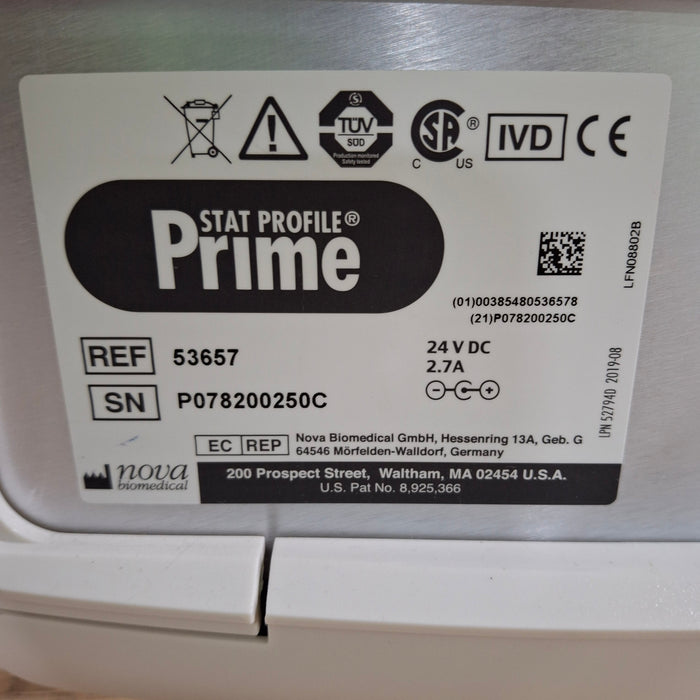 TÜV
SÜD
Production monitored
Safety tested
SA ®
C US
IVD
CE
STAT PROFILE®
Prime
(01)00385480536578
(21)P078200250C
LFN08802B
REF 53657
24 V DC
2.7A
SN P078200250C
LPN 52794D 2019-08
EC REP
Nova Biomedical GmbH, Hessenring 13A, Geb. G
64546 Mörfelden-Walldorf, Germany
nova
biomedical
200 Prospect Street, Waltham, MA 02454 U.S.A.
U.S. Pat No. 8,925,366